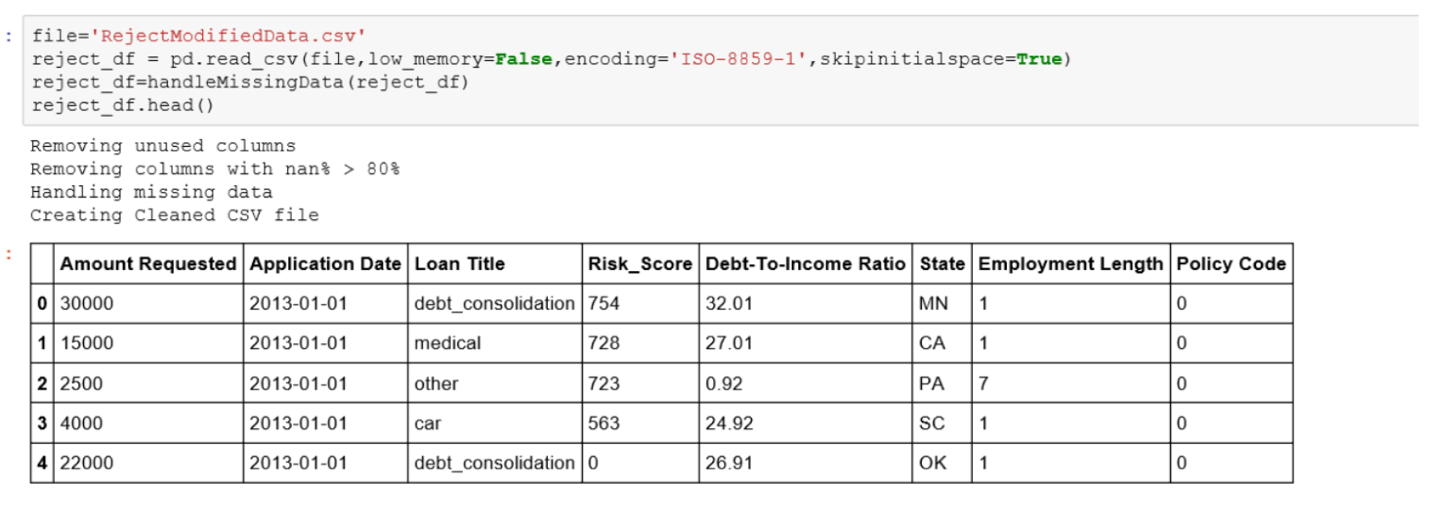 : file='RejectModifiedData.csv'
reject_df = pd.read_csv(file,low_memory=False,encoding='ISO-8859-1',skipinitialspace=True)
reject_df=handleMissingData(reject_df)
reject_df.head()
Removing unused columns
Removing columns with nan% > 80%
Handling missing data
Creating Cleaned CSV file
:
Amount Requested Application Date Loan Title Risk_Score Debt-To-Income Ratio State Employment Length Policy Code
0 30000 2013-01-01 debt_consolidation 754 32.01 MN 1 0
1 15000 2013-01-01 medical 728 27.01 CA 1 0
2 2500 2013-01-01 other 723 0.92 PA 7 0
3 4000 2013-01-01 car 563 24.92 SC 1 0
4 22000 2013-01-01 debt_consolidation 0 26.91 OK 1 0